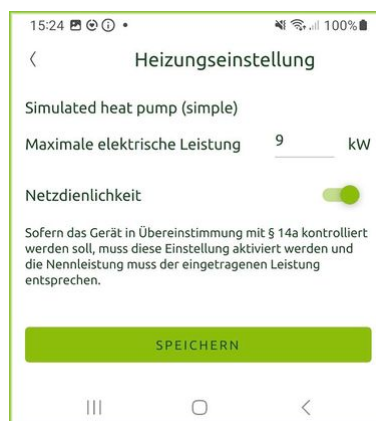 15:24 100%
Heizungseinstellung
Simulated heat pump (simple)
Maximale elektrische Leistung 9 kW
Netzdienlichkeit
Sofern das Gerät in Übereinstimmung mit § 14a kontrolliert
werden soll, muss diese Einstellung aktiviert werden und
die Nennleistung muss der eingetragenen Leistung
entsprechen.
SPEICHERN